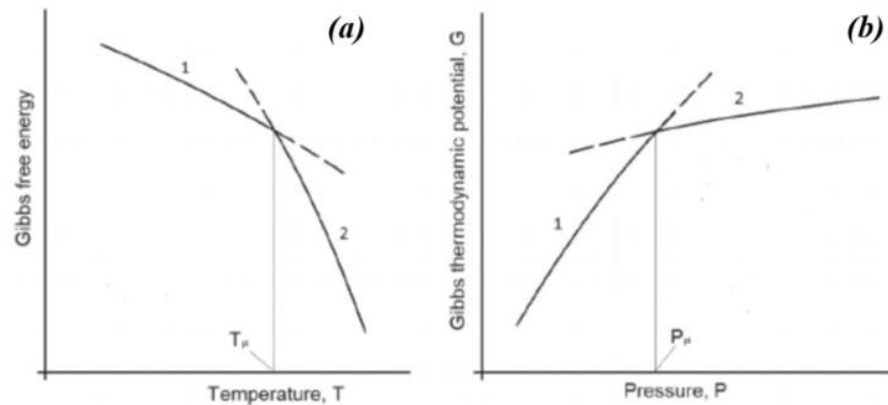 (a)
Gibbs free energy
1
2
Tμ
Temperature, T
(b)
Gibbs thermodynamic potential, G
1
2
Pμ
Pressure, P